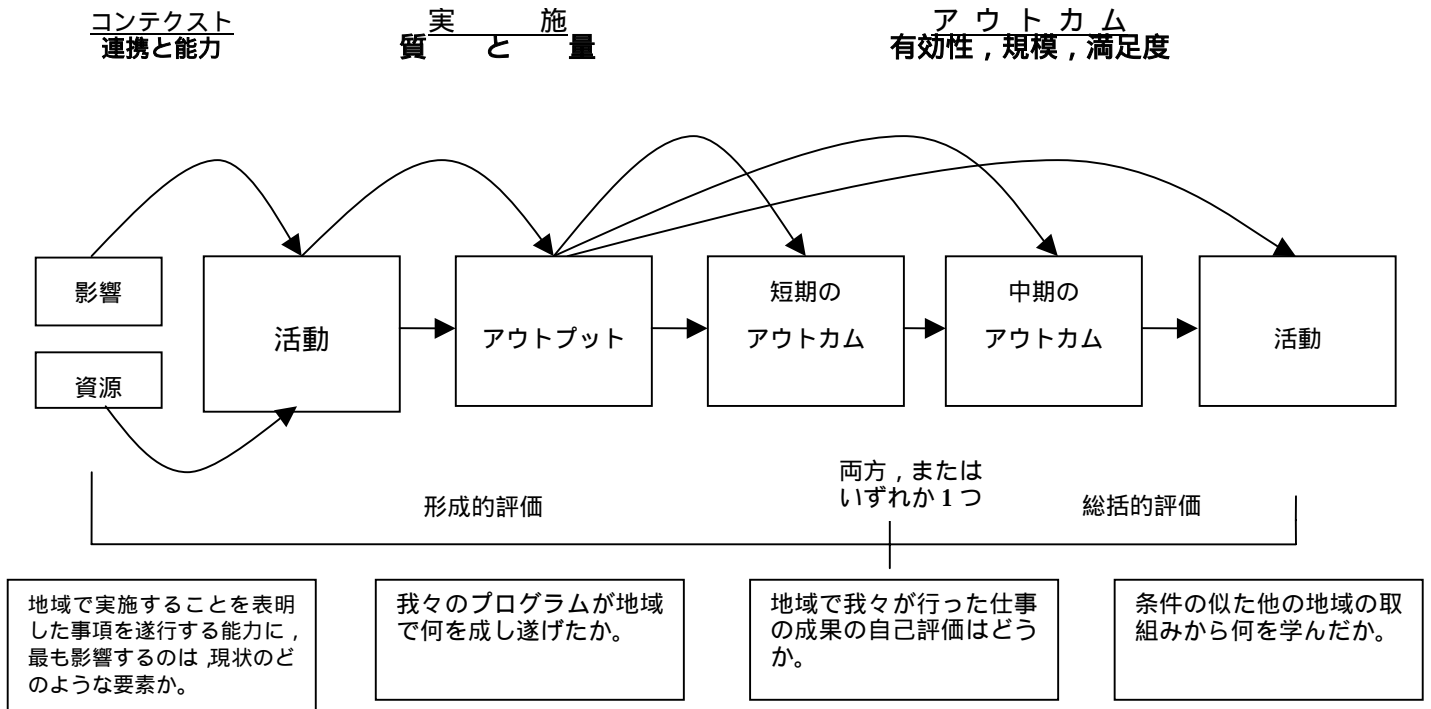 コンテクスト
連携と能力
実 施
質 と 量
ア ウ ト カ ム
有効性，規模，満足度
影響
資源
活動
アウトプット
短期の
アウトカム
中期の
アウトカム
活動
形成的評価
両方，または
いずれか１つ
総括的評価
地域で実施することを表明
した事項を遂行する能力に，
最も影響するのは，現状のど
のような要素か。
我々のプログラムが地域
で何を成し遂げたか。
地域で我々が行った仕事
の成果の自己評価はどう
か。
条件の似た他の地域の取
組みから何を学んだか。